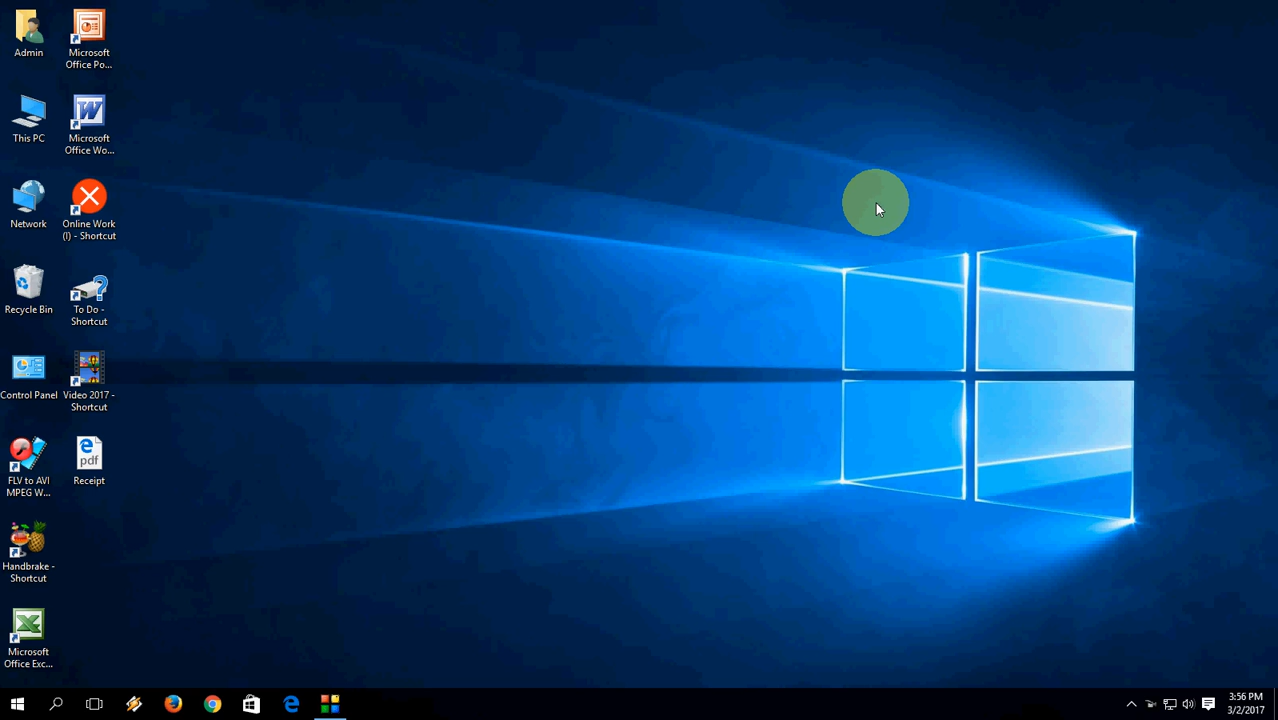 Admin
Microsoft
Office Po...
This PC
Microsoft
Office Wo...
Network
Online Work
(I) - Shortcut
Recycle Bin
To Do -
Shortcut
Control Panel
Video 2017 -
Shortcut
FLV to AVI
MPEG W...
pdf
Receipt
Handbrake -
Shortcut
Microsoft
Office Exc...
3:56 PM
3/2/2017